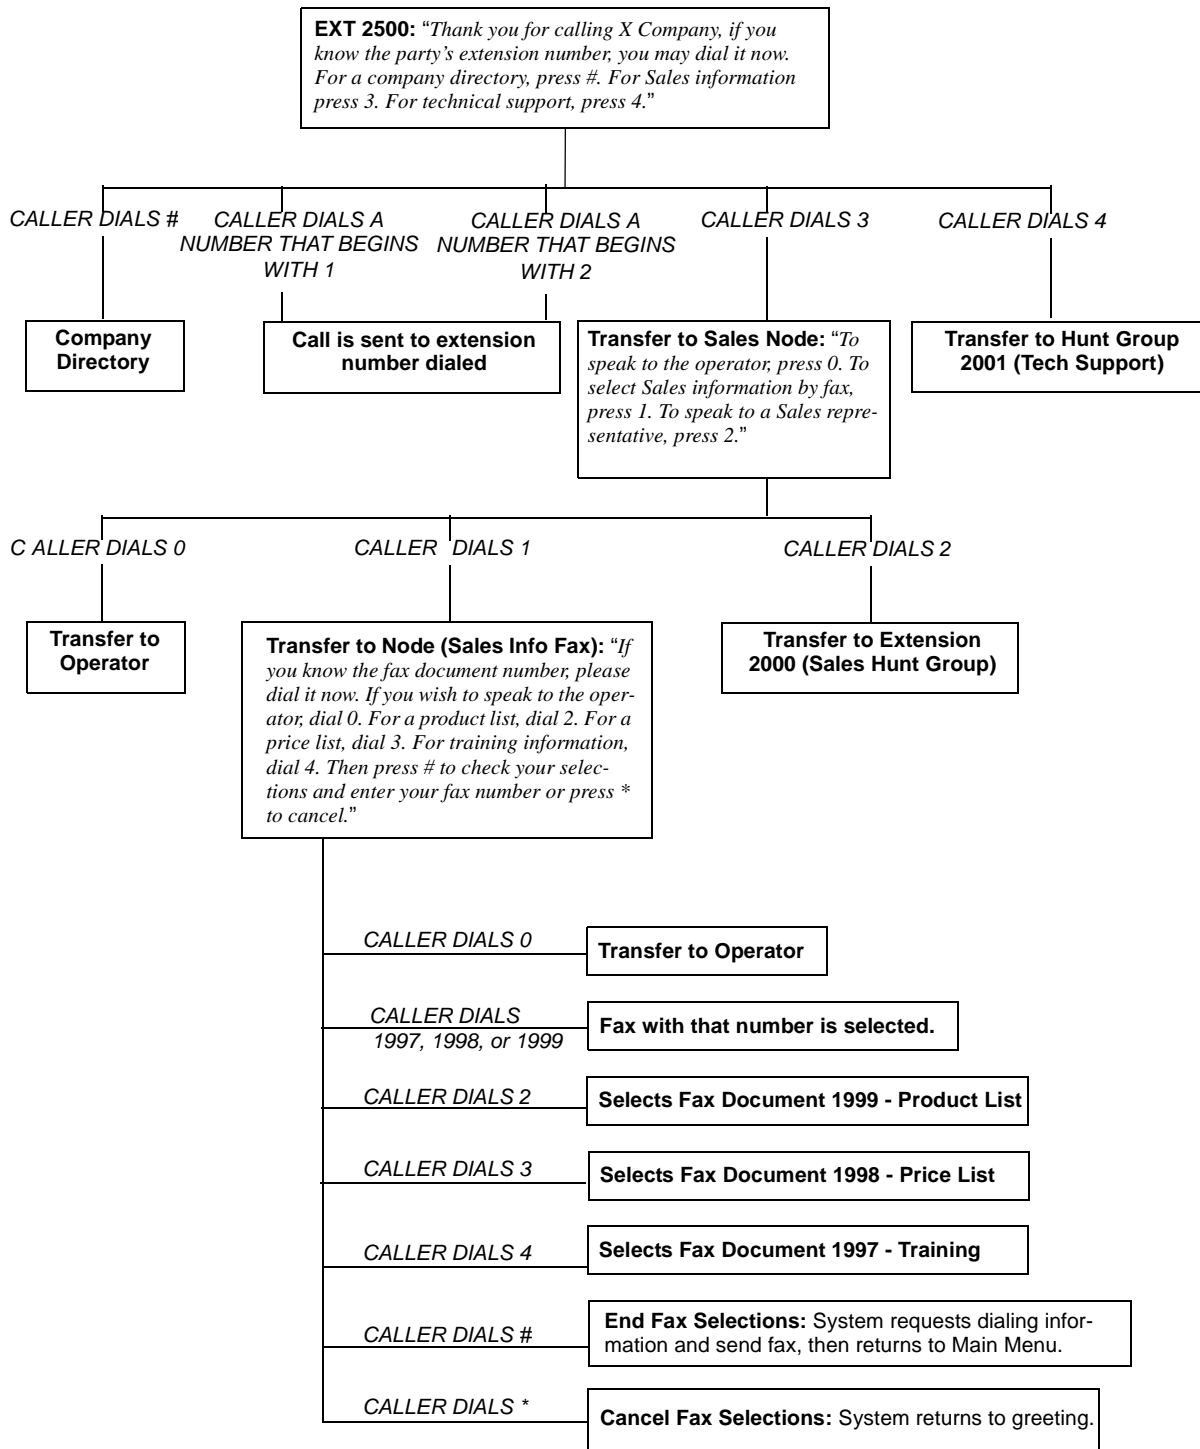 EXT 2500: “Thank you for calling X Company, if you
know the party’s extension number, you may dial it now.
For a company directory, press #. For Sales information
press 3. For technical support, press 4.”
CALLER DIALS #
CALLER DIALS A
NUMBER THAT BEGINS
WITH 1
CALLER DIALS A
NUMBER THAT BEGINS
WITH 2
CALLER DIALS 3
CALLER DIALS 4
Company
Directory
Call is sent to extension
number dialed
Transfer to Sales Node: “To
speak to the operator, press 0. To
select Sales information by fax,
press 1. To speak to a Sales repre-
sentative, press 2.”
Transfer to Hunt Group
2001 (Tech Support)
C ALLER DIALS 0
CALLER DIALS 1
CALLER DIALS 2
Transfer to
Operator
Transfer to Node (Sales Info Fax): “If
you know the fax document number, please
dial it now. If you wish to speak to the oper-
ator, dial 0. For a product list, dial 2. For a
price list, dial 3. For training information,
dial 4. Then press # to check your selec-
tions and enter your fax number or press *
to cancel.”
Transfer to Extension
2000 (Sales Hunt Group)
CALLER DIALS 0
Transfer to Operator
CALLER DIALS
1997, 1998, or 1999
Fax with that number is selected.
CALLER DIALS 2
Selects Fax Document 1999 - Product List
CALLER DIALS 3
Selects Fax Document 1998 - Price List
CALLER DIALS 4
Selects Fax Document 1997 - Training
CALLER DIALS #
End Fax Selections: System requests dialing infor-
mation and send fax, then returns to Main Menu.
CALLER DIALS *
Cancel Fax Selections: System returns to greeting.